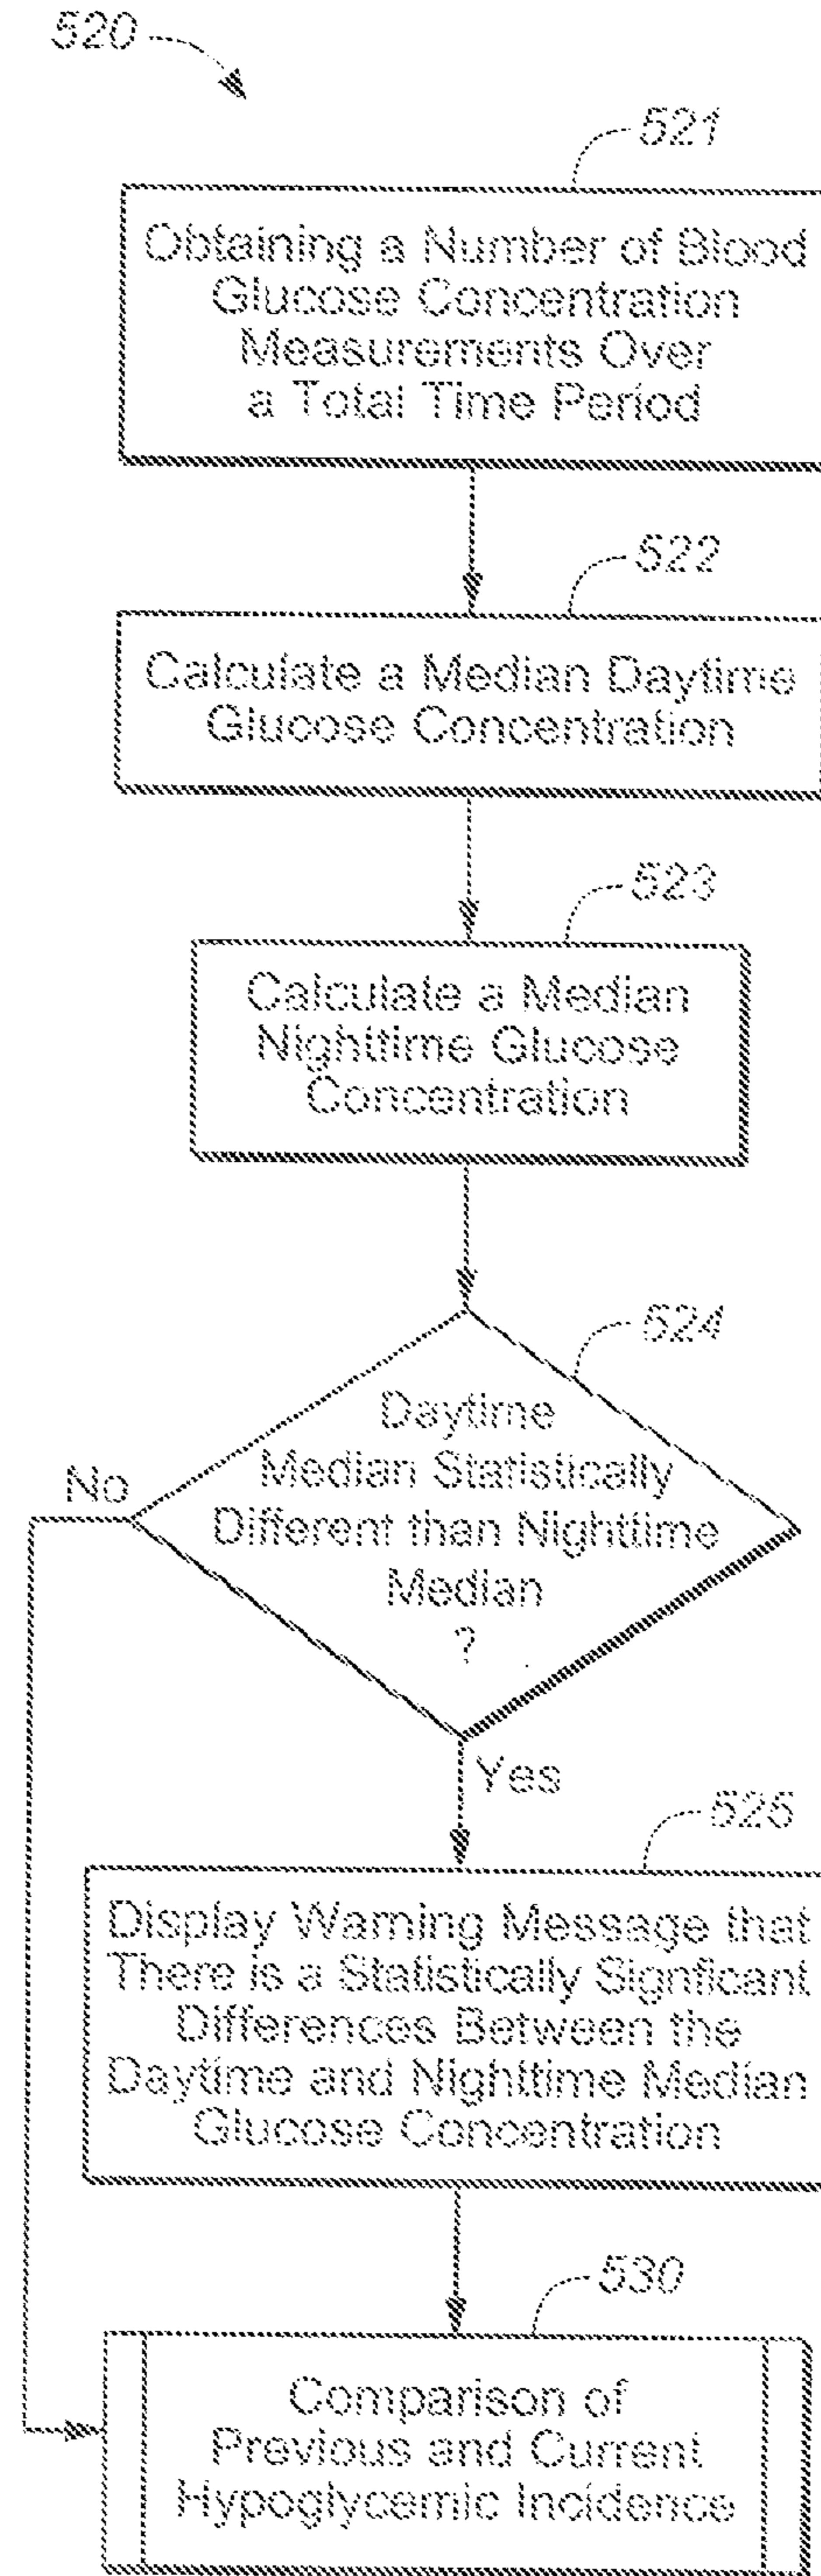 520
521
Obtaining a Number of Blood
Glucose Concentration
Measurements Over
a Total Time Period
522
Calculate a Median Daytime
Glucose Concentration
523
Calculate a Median
Nighttime Glucose
Concentration
524
Daytime
Median Statistically
Different than Nighttime
Median
?
No
Yes
525
Display Warning Message that
There is a Statistically Signficant
Differences Between the
Daytime and Nighttime Median
Glucose Concentration
530
Comparison of
Previous and Current
Hypoglycemic Incidence